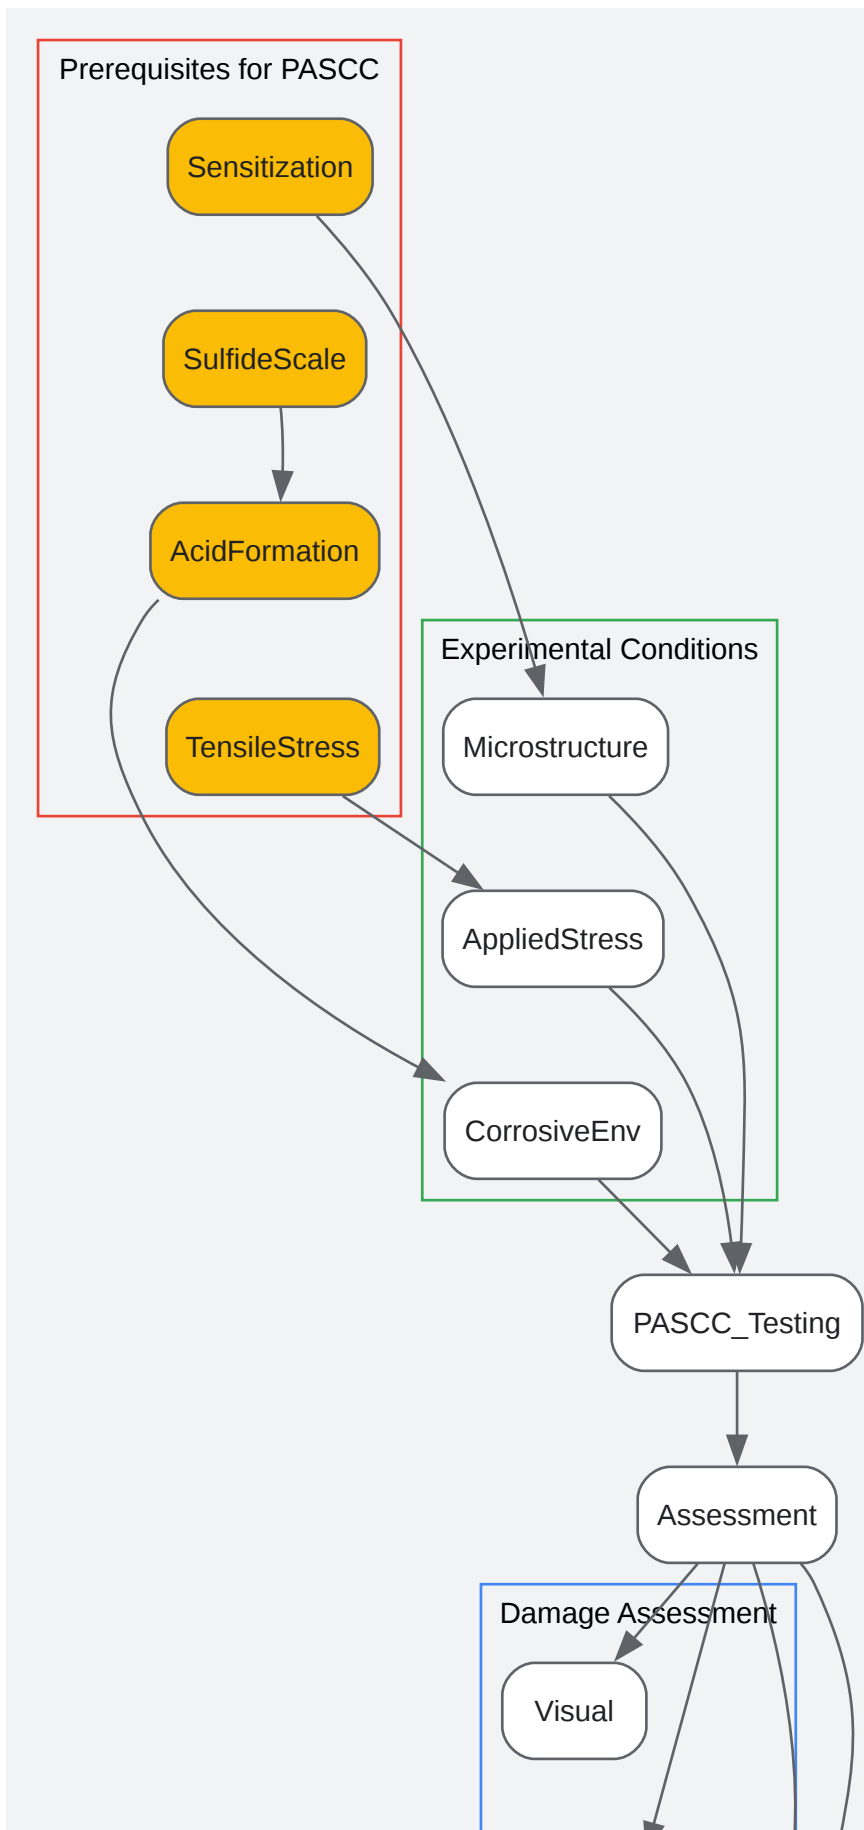 Prerequisites for PASCC
Sensitization
SulfideScale
AcidFormation
TensileStress
Experimental Conditions
Microstructure
AppliedStress
CorrosiveEnv
PASCC_Testing
Assessment
Damage Assessment
Visual